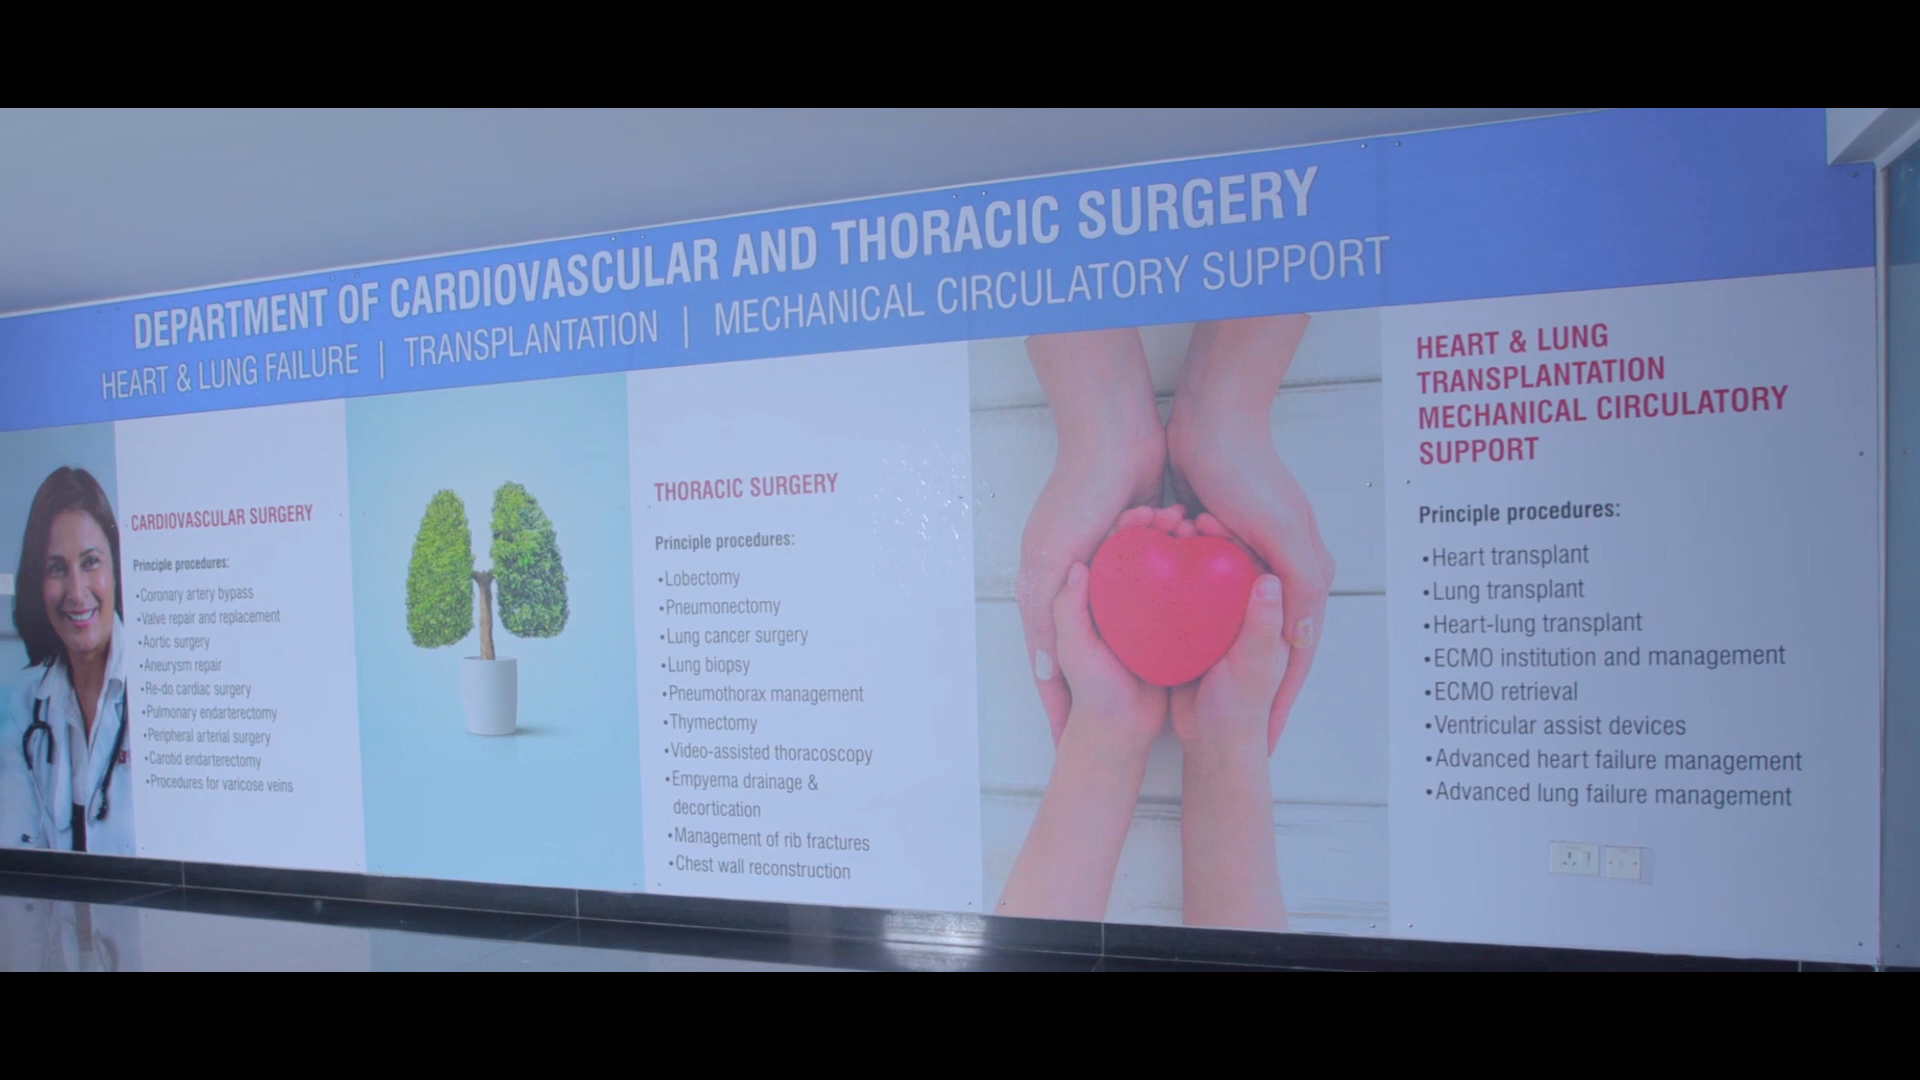 DEPARTMENT OF CARDIOVASCULAR AND THORACIC SURGERY
HEART & LUNG FAILURE | TRANSPLANTATION | MECHANICAL CIRCULATORY SUPPORT
CARDIOVASCULAR SURGERY
Principle procedures:
•Coronary artery bypass
•Valve repair and replacement
•Aortic surgery
•Aneurysm repair
•Re-do cardiac surgery
•Pulmonary endarterectomy
•Peripheral arterial surgery
•Carotid endarterectomy
•Procedures for varicose veins
THORACIC SURGERY
Principle procedures:
•Lobectomy
•Pneumonectomy
•Lung cancer surgery
•Lung biopsy
•Pneumothorax management
•Thymectomy
•Video-assisted thoracoscopy
•Empyema drainage &
decortication
•Management of rib fractures
•Chest wall reconstruction
HEART & LUNG
TRANSPLANTATION
MECHANICAL CIRCULATORY
SUPPORT
Principle procedures:
•Heart transplant
•Lung transplant
•Heart-lung transplant
•ECMO institution and management
•ECMO retrieval
•Ventricular assist devices
•Advanced heart failure management
•Advanced lung failure management